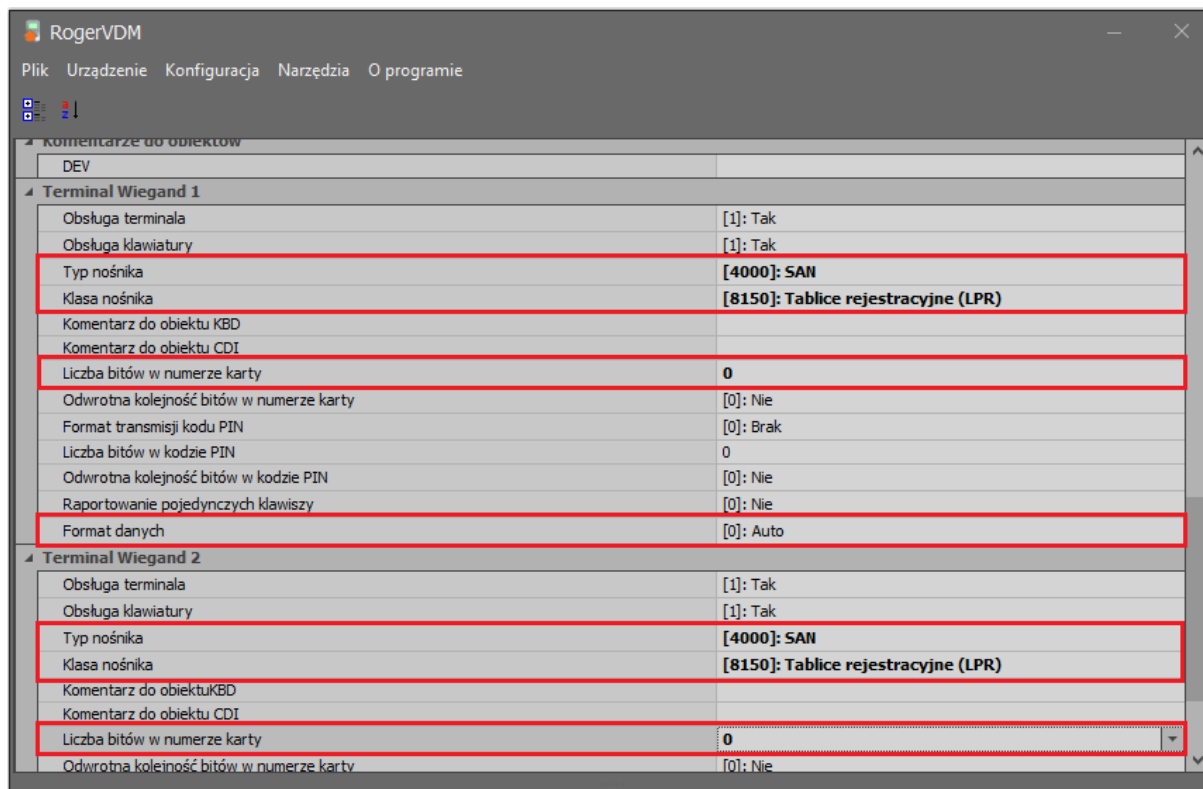 RogerVDM
Plik Urządzenie Konfiguracja Narzędzia O programie
Komentarze do obiektów
DEV
Terminal Wiegand 1
Obsługa terminala [1]: Tak
Obsługa klawiatury [1]: Tak
Typ nośnika [4000]: SAN
Klasa nośnika [8150]: Tablice rejestracyjne (LPR)
Komentarz do obiektu KBD
Komentarz do obiektu CDI
Liczba bitów w numerze karty 0
Odwrotna kolejność bitów w numerze karty [0]: Nie
Format transmisji kodu PIN [0]: Brak
Liczba bitów w kodzie PIN 0
Odwrotna kolejność bitów w kodzie PIN [0]: Nie
Raportowanie pojedynczych klawiszy [0]: Nie
Format danych [0]: Auto
Terminal Wiegand 2
Obsługa terminala [1]: Tak
Obsługa klawiatury [1]: Tak
Typ nośnika [4000]: SAN
Klasa nośnika [8150]: Tablice rejestracyjne (LPR)
Komentarz do obiektuKBD
Komentarz do obiektu CDI
Liczba bitów w numerze karty 0
Odwrotna kolejność bitów w numerze karty [0]: Nie